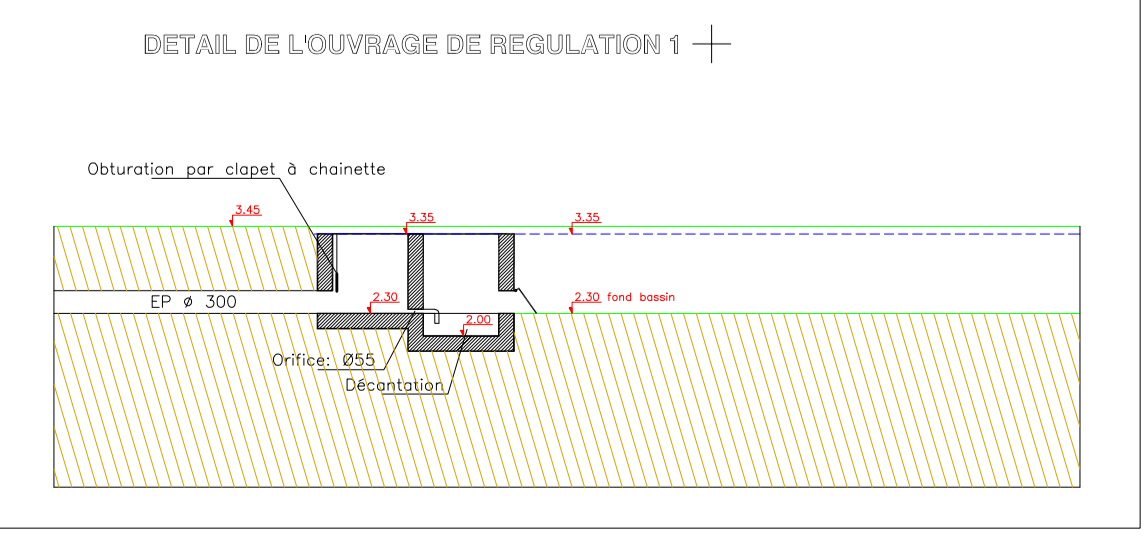 DETAIL DE L'OUVRAGE DE REGULATION 1
Obturation par clapet à chainette
3.45
3.35
3.35
EP ø 300
2.30
2.30 fond bassin
2.00
Orifice: Ø55
Décantation